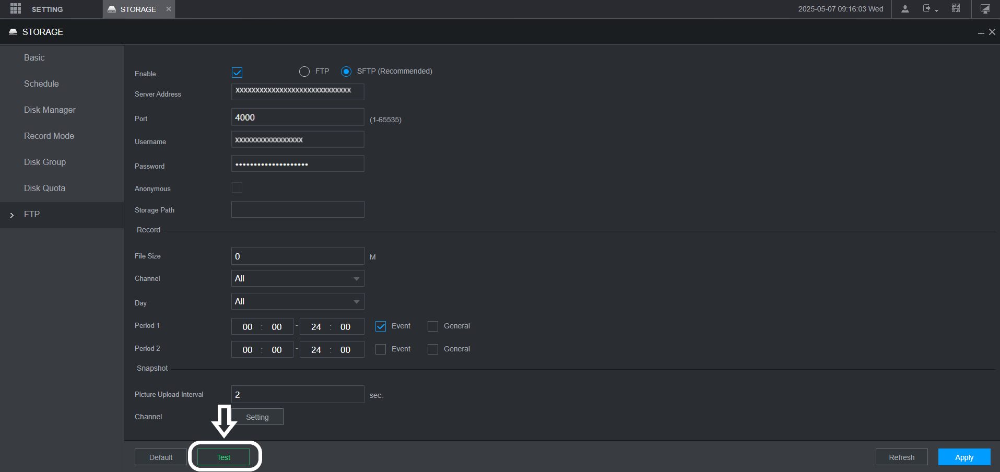 SETTING STORAGE 2025-05-07 09:16:03 Wed
STORAGE
Basic
Schedule
Disk Manager
Record Mode
Disk Group
Disk Quota
FTP
Enable FTP SFTP (Recommended)
Server Address xxxxxxxxxxxxxxxxxxxxxxxxxxxxx
Port 4000 (1-65535)
Username xxxxxxxxxxxxxxxxx
Password ••••••••••••••••••••
Anonymous
Storage Path
Record
File Size 0 M
Channel All
Day All
Period 1 00 : 00 - 24 : 00 Event General
Period 2 00 : 00 - 24 : 00 Event General
Snapshot
Picture Upload Interval 2 sec.
Channel Setting
Default Test Refresh Apply